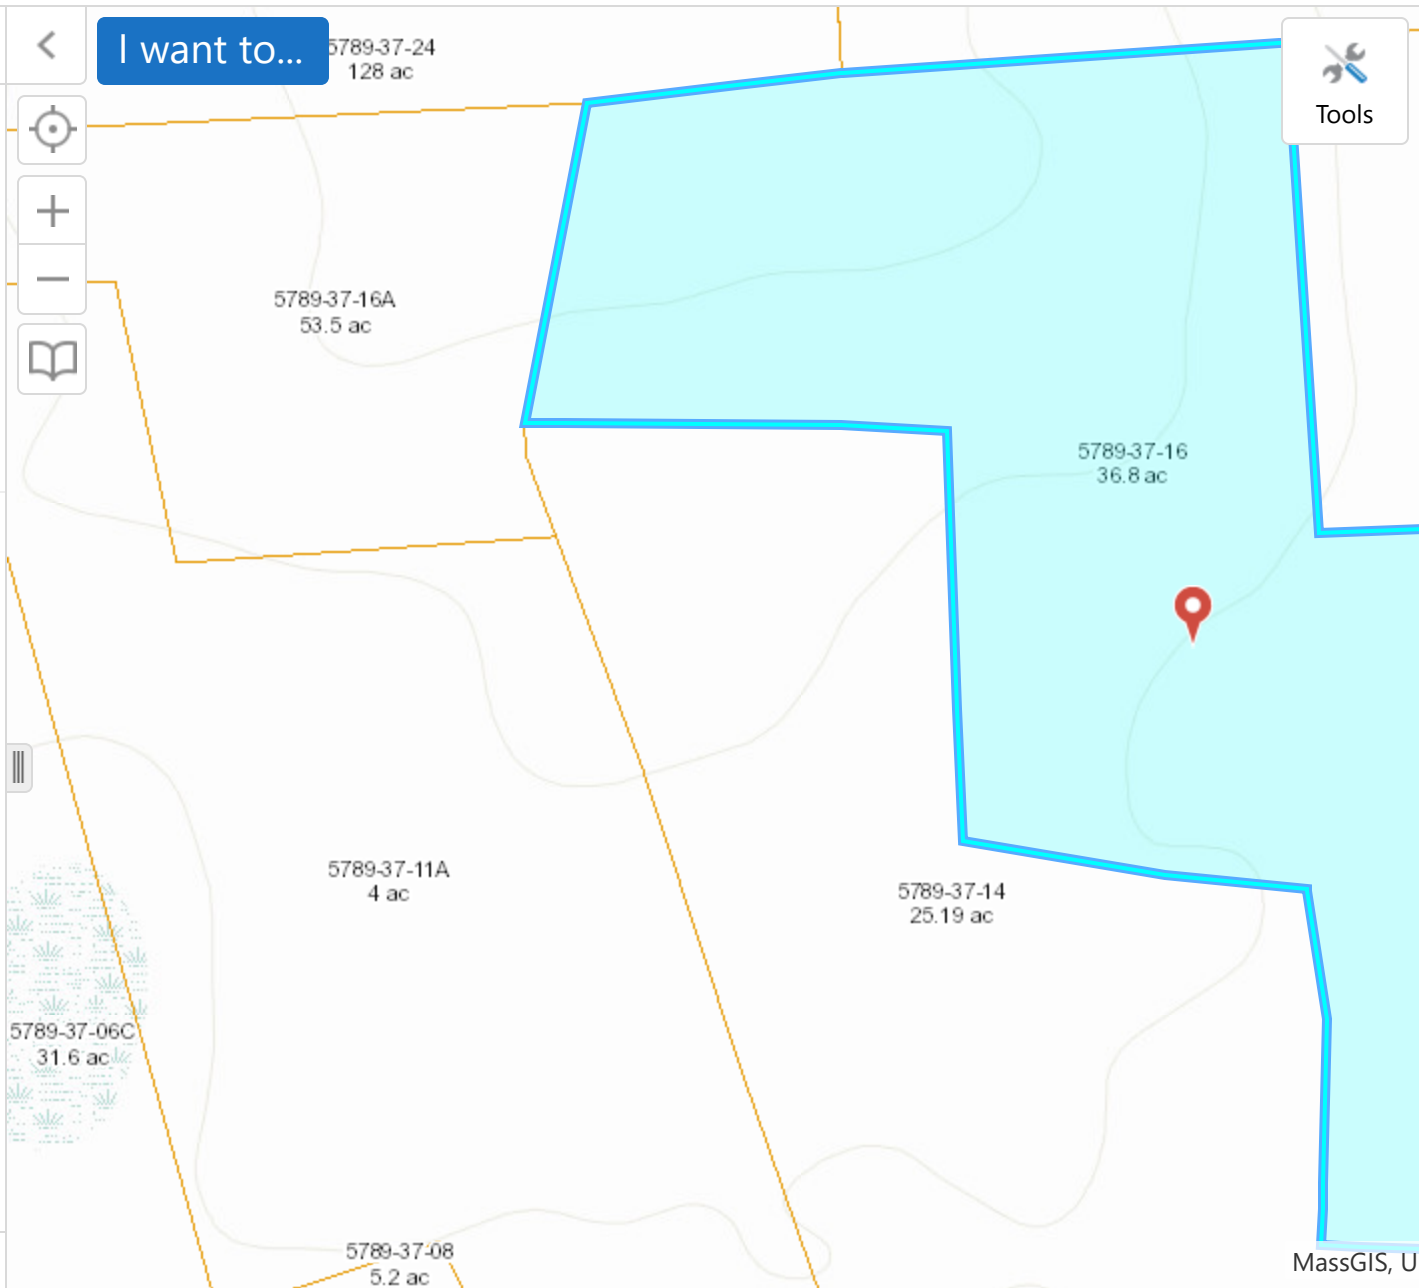 I want to...
5789-37-24
128 ac
Tools
5789-37-16A
53.5 ac
5789-37-16
36.8 ac
5789-37-11A
4 ac
5789-37-14
25.19 ac
5789-37-06C
31.6 ac
5789-37-08
5.2 ac
MassGIS, U